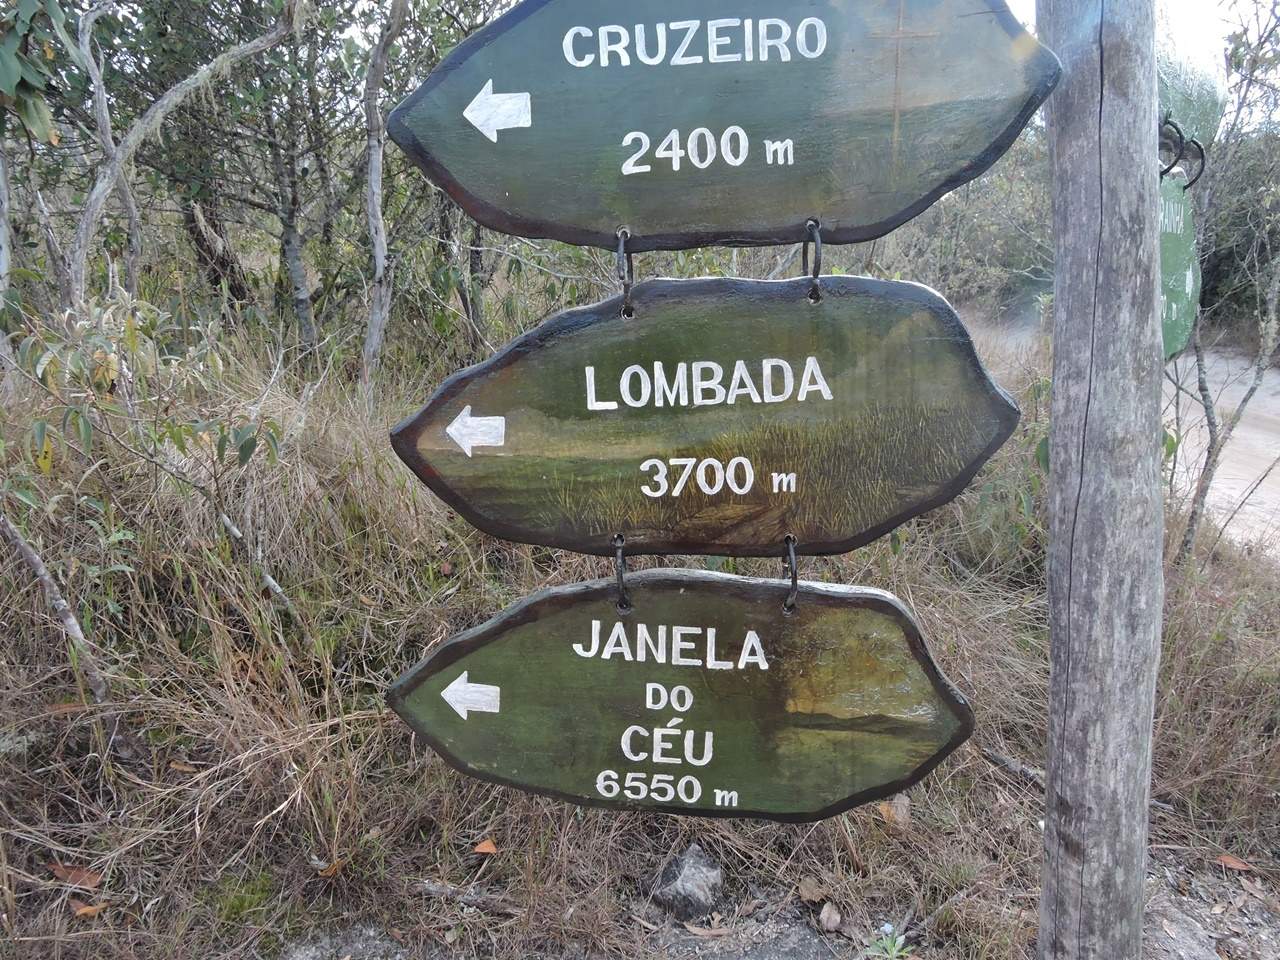 CRUZEIRO
2400 m
LOMBADA
3700 m
JANELA
DO
CÉU
6550 m